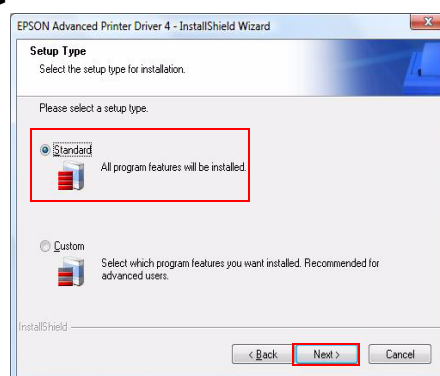 EPSON Advanced Printer Driver 4 - InstallShield Wizard
Setup Type
Select the setup type for installation.
Please select a setup type.
Standard
All program features will be installed.
Custom
Select which program features you want installed. Recommended for
advanced users.
InstallShield
< Back Next > Cancel